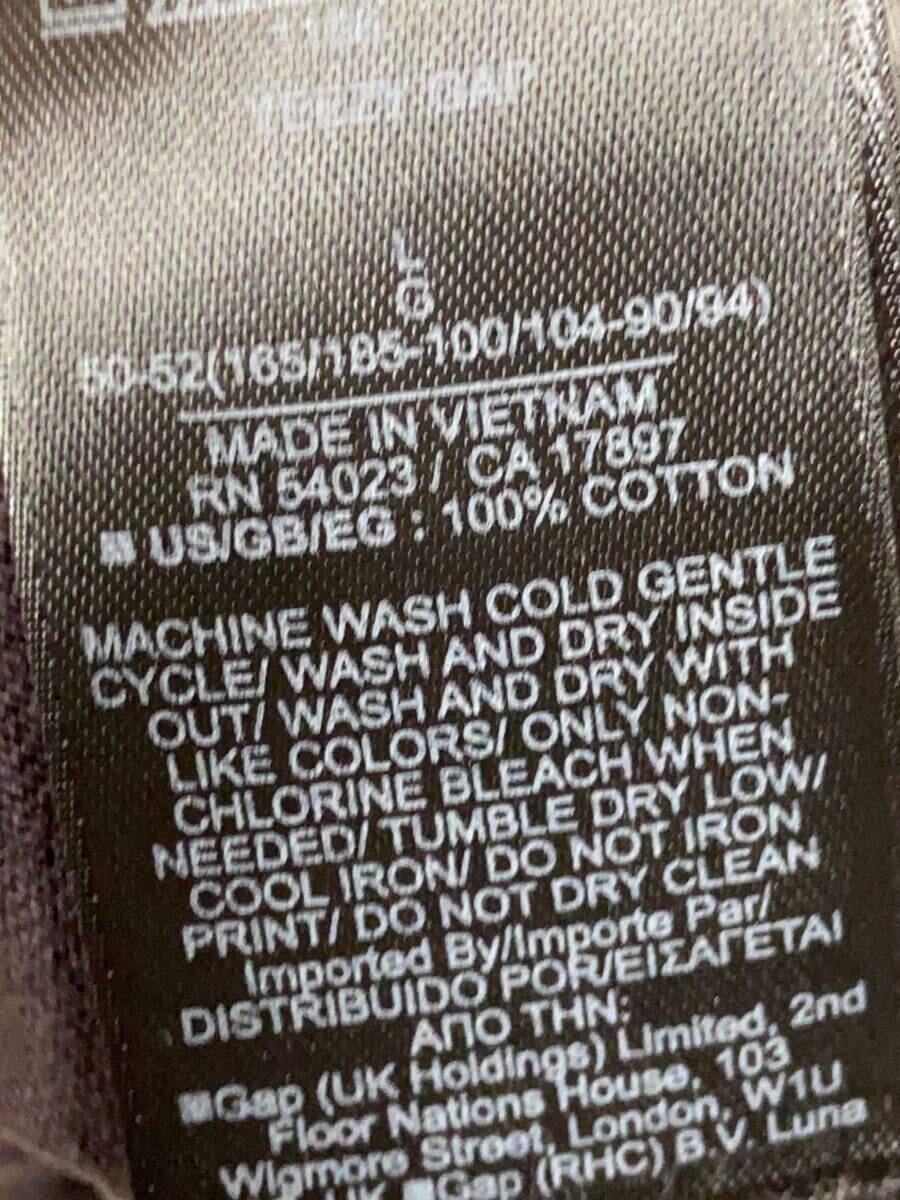 YEEZY GAP
L
G
50-52(165/185-100/104-90/94)
MADE IN VIETNAM
RN 54023 / CA 17897
US/GB/EG : 100% COTTON
MACHINE WASH COLD GENTLE
CYCLE/ WASH AND DRY INSIDE
OUT/ WASH AND DRY WITH
LIKE COLORS/ ONLY NON-
CHLORINE BLEACH WHEN
NEEDED/ TUMBLE DRY LOW/
COOL IRON/ DO NOT IRON
PRINT/ DO NOT DRY CLEAN
Imported By/Importe Par/
DISTRIBUIDO POR/ΕΙΣΑΓΕΤΑΙ
ΑΠΟ ΤΗΝ:
Gap (UK Holdings) Limited, 2nd
Floor Nations House, 103
Wigmore Street, London, W1U
UK Gap (RHC) B.V. Luna